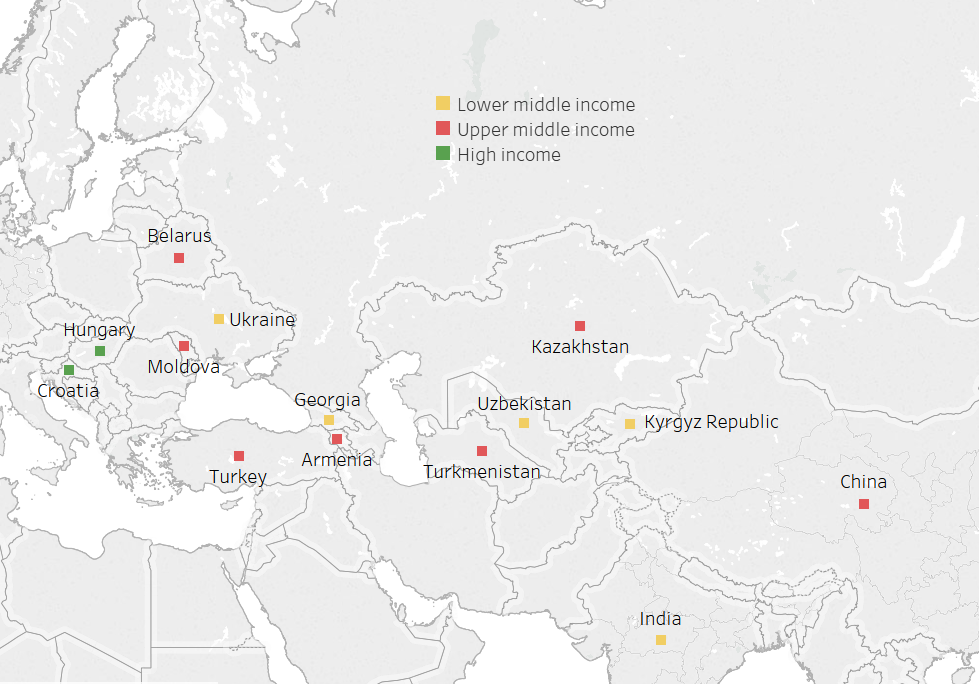 Lower middle income
Upper middle income
High income
Belarus
Ukraine
Hungary
Moldova
Croatia
Kazakhstan
Georgia
Uzbekistan
Kyrgyz Republic
Armenia
Turkmenistan
Turkey
China
India